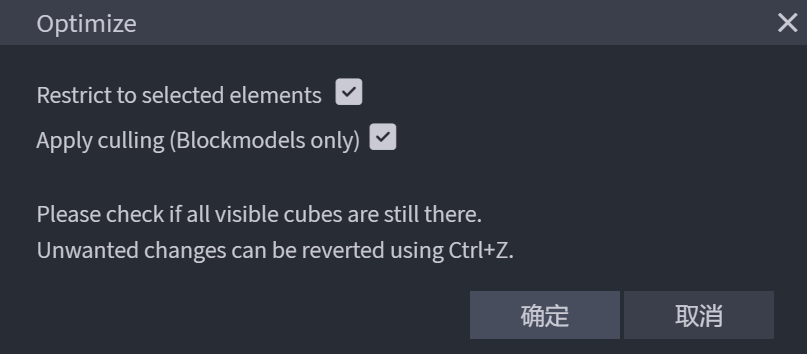 Optimize
Restrict to selected elements
Apply culling (Blockmodels only)
Please check if all visible cubes are still there.
Unwanted changes can be reverted using Ctrl+Z.
确定 取消